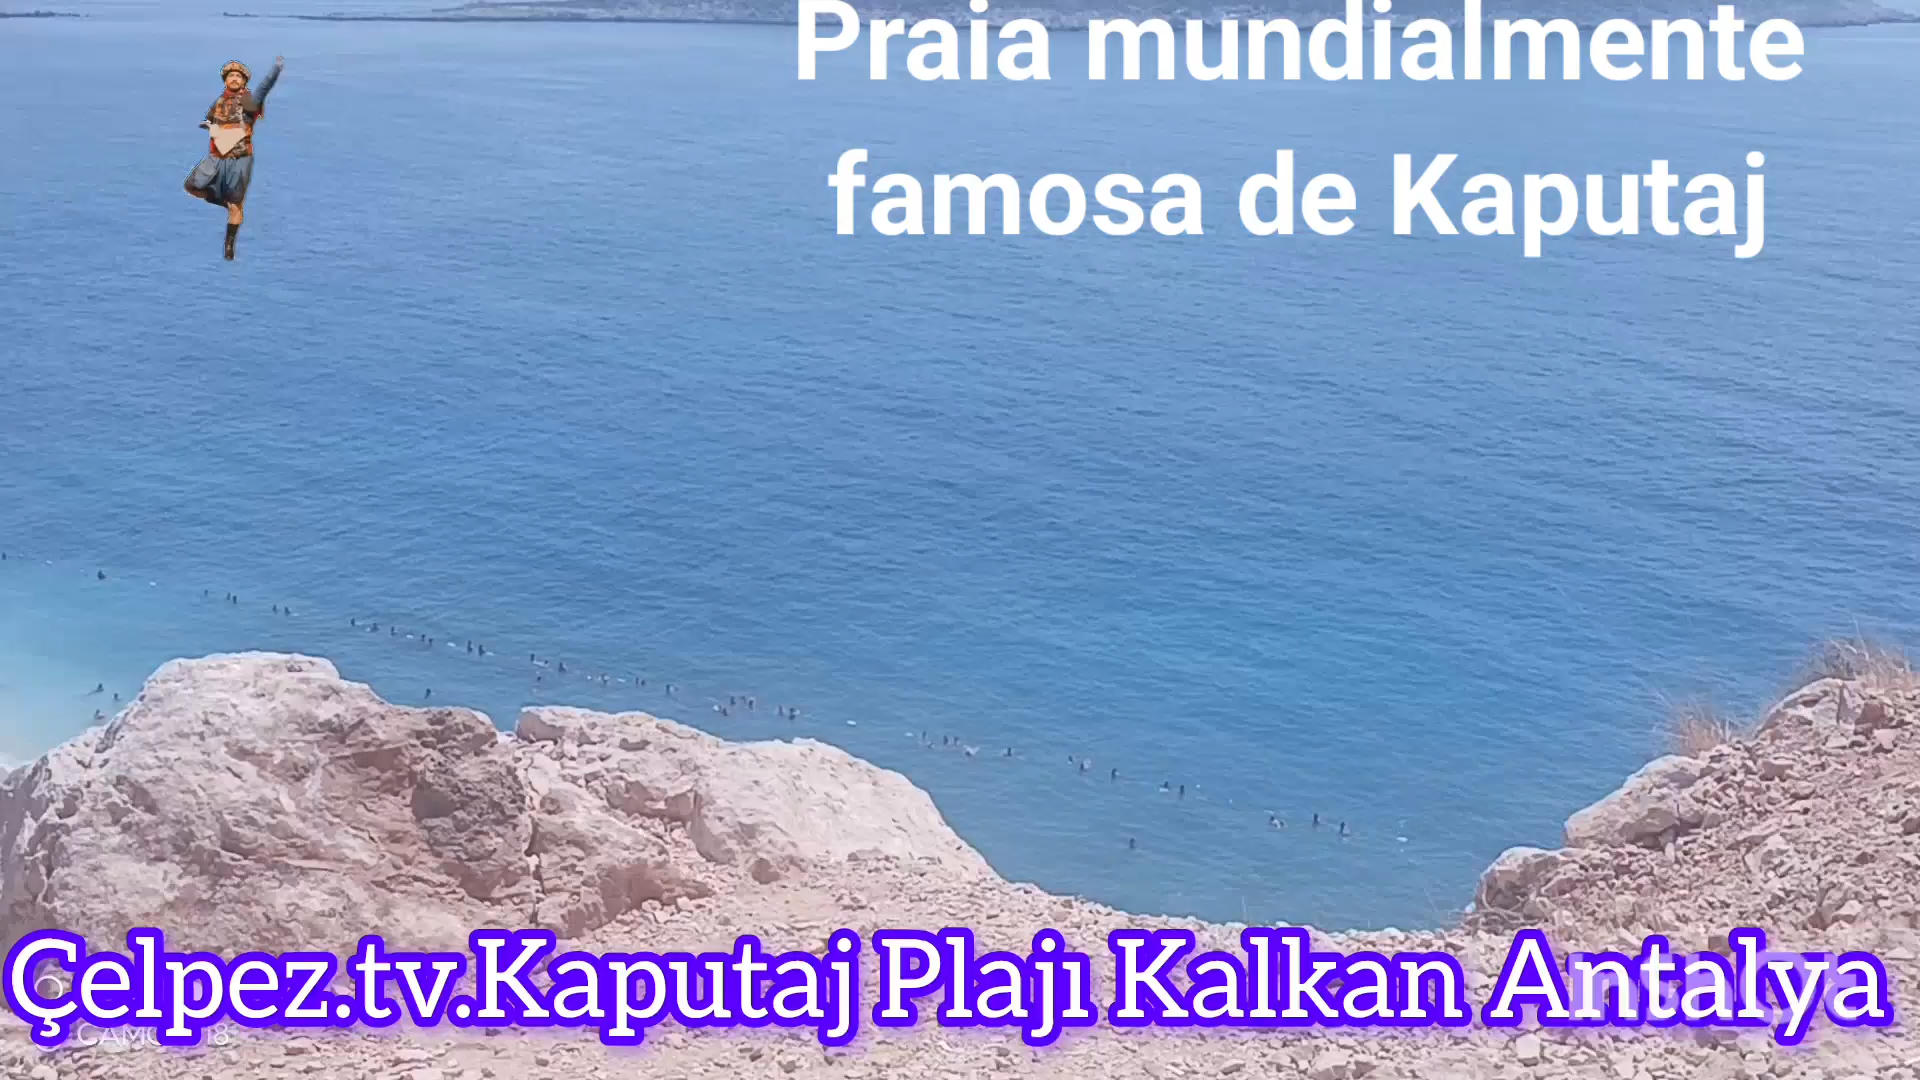 Praia mundialmente
famosa de Kaputaj
Çelpez.tv.Kaputaj Plajı Kalkan Antalya